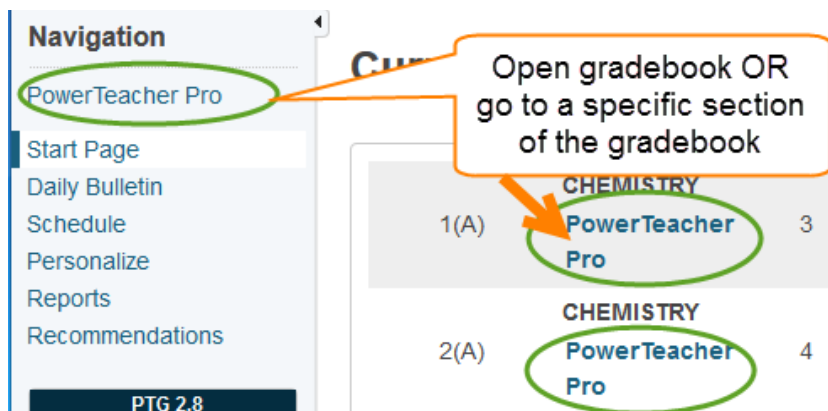 Navigation
PowerTeacher Pro
Start Page
Daily Bulletin
Schedule
Personalize
Reports
Recommendations
PTG 2.8
Open gradebook OR
go to a specific section
of the gradebook
CHEMISTRY
1(A) PowerTeacher 3
Pro
CHEMISTRY
2(A) PowerTeacher 4
Pro